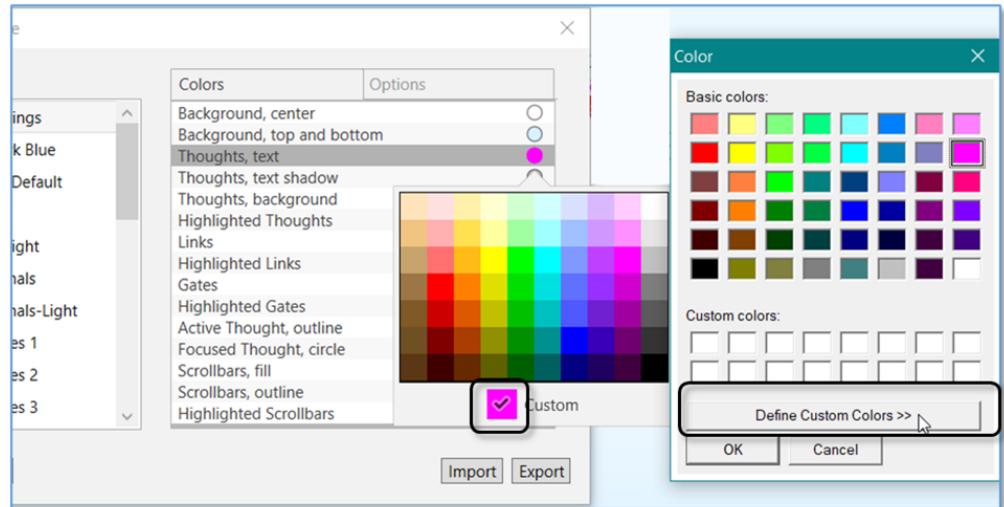 e
ings
k Blue
Default
ight
nals
nals-Light
es 1
es 2
es 3
Colors
Options
Background, center
Background, top and bottom
Thoughts, text
Thoughts, text shadow
Thoughts, background
Highlighted Thoughts
Links
Highlighted Links
Gates
Highlighted Gates
Active Thought, outline
Focused Thought, circle
Scrollbars, fill
Scrollbars, outline
Highlighted Scrollbars
Custom
Import
Export
Color
Basic colors:
Custom colors:
Define Custom Colors >>
OK
Cancel